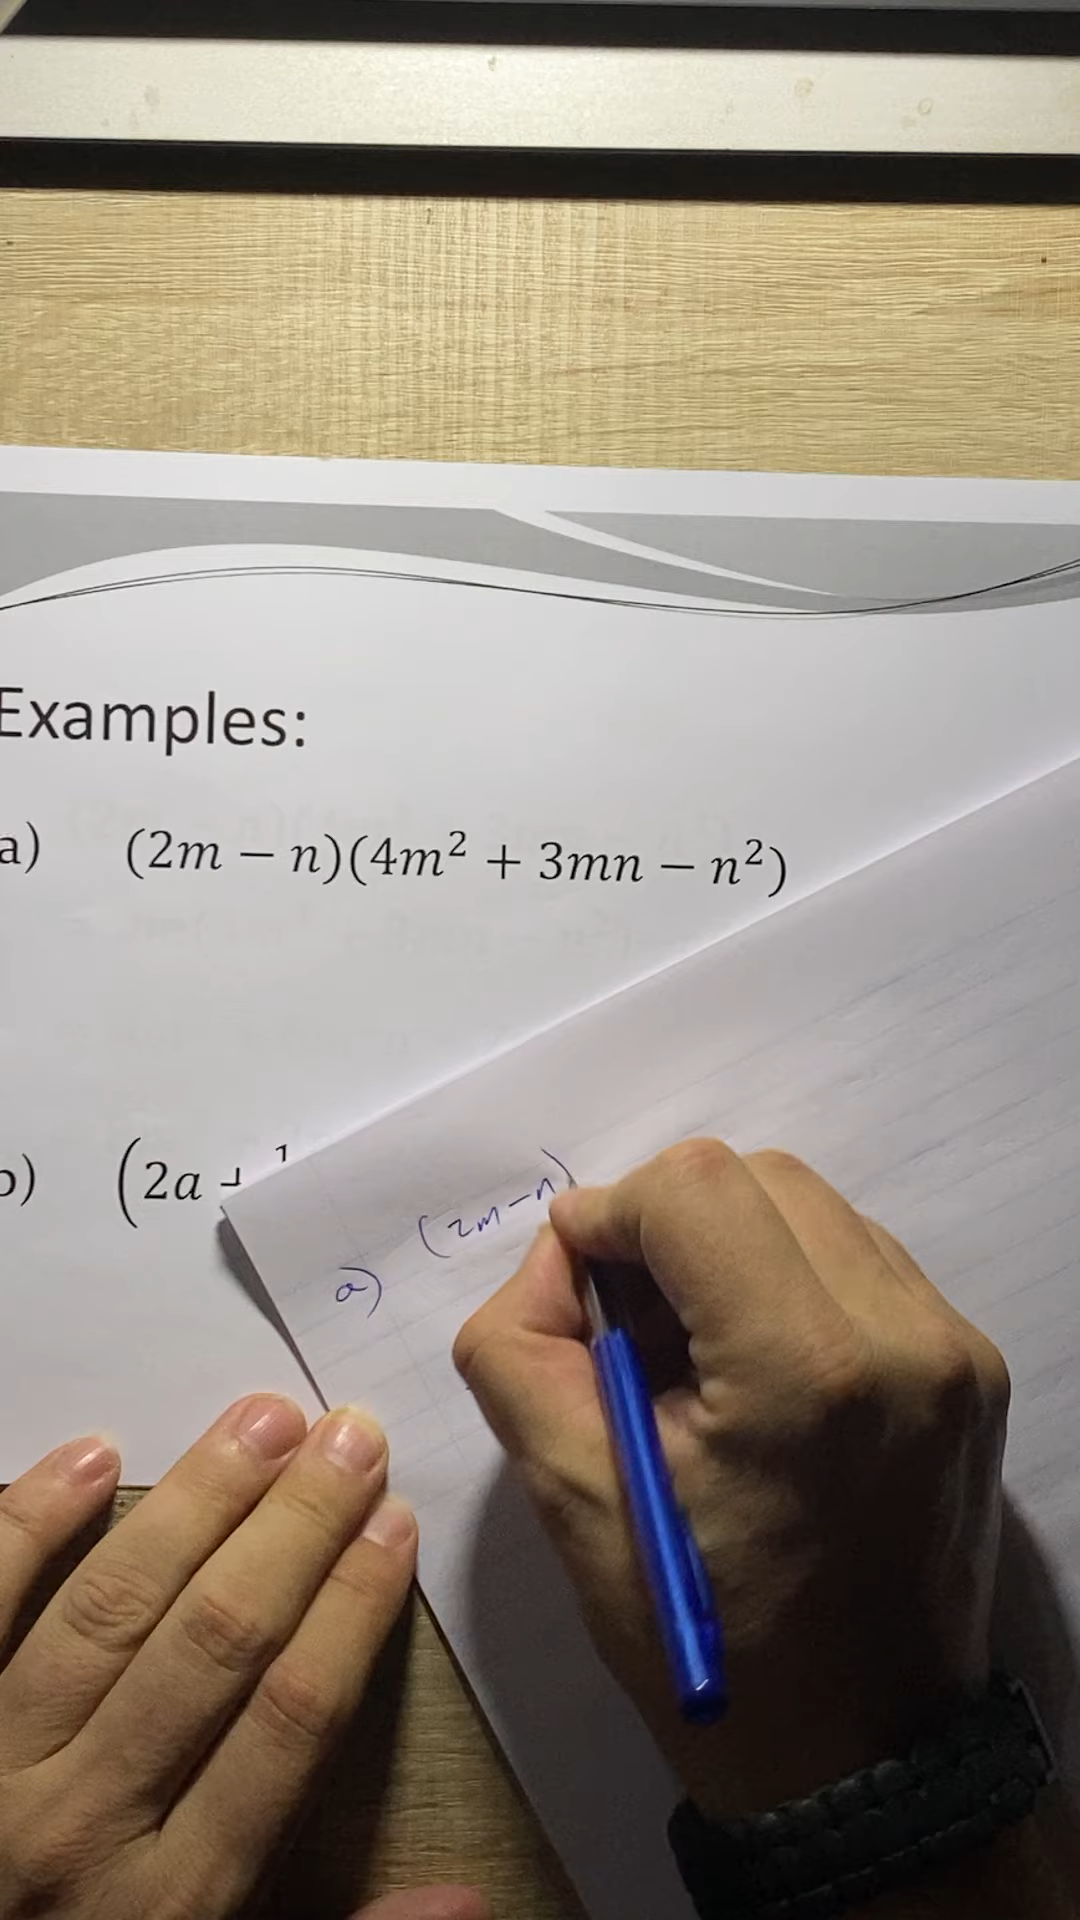 Examples:
a) (2m − n)(4m² + 3mn − n²)
b) (2a +
a) (2m-n)